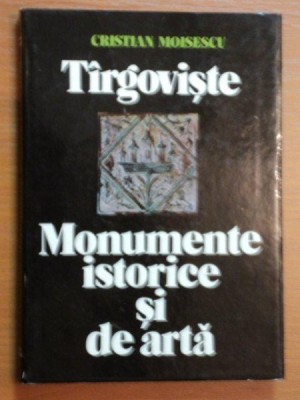 CRISTIAN MOISESCU
Tîrgoviște
Monumente
istorice
și
de artă